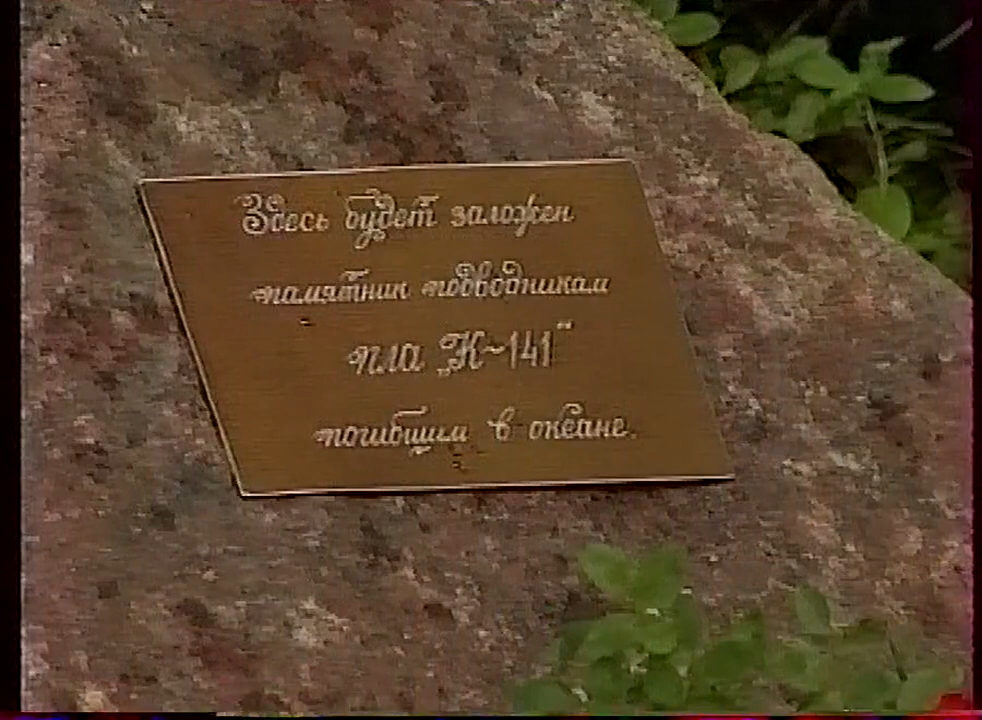 Здесь будет заложен
памятник подводникам
пла „К-141"
погибшим в океане.